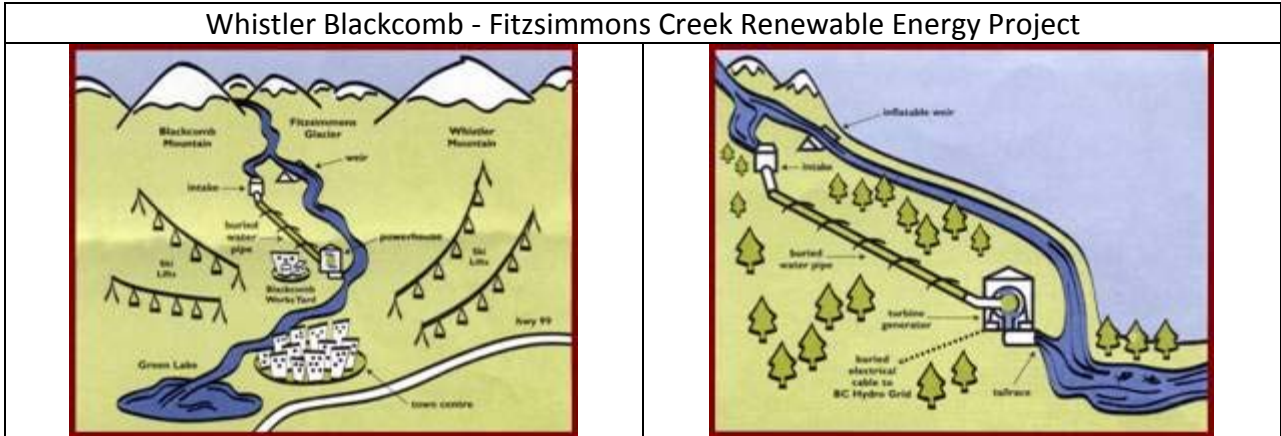 Whistler Blackcomb - Fitzsimmons Creek Renewable Energy Project
Blackcomb
Mountain
Fitzsimmons
Glacier
Whistler
Mountain
weir
intake
buried
water
pipe
powerhouse
Ski
Lifts
Blackcomb
Works Yard
Ski
Lifts
hwy 99
Green Lake
town centre
inflatable weir
intake
buried
water pipe
turbine
generator
buried
electrical
cable to
BC Hydro Grid
tailrace